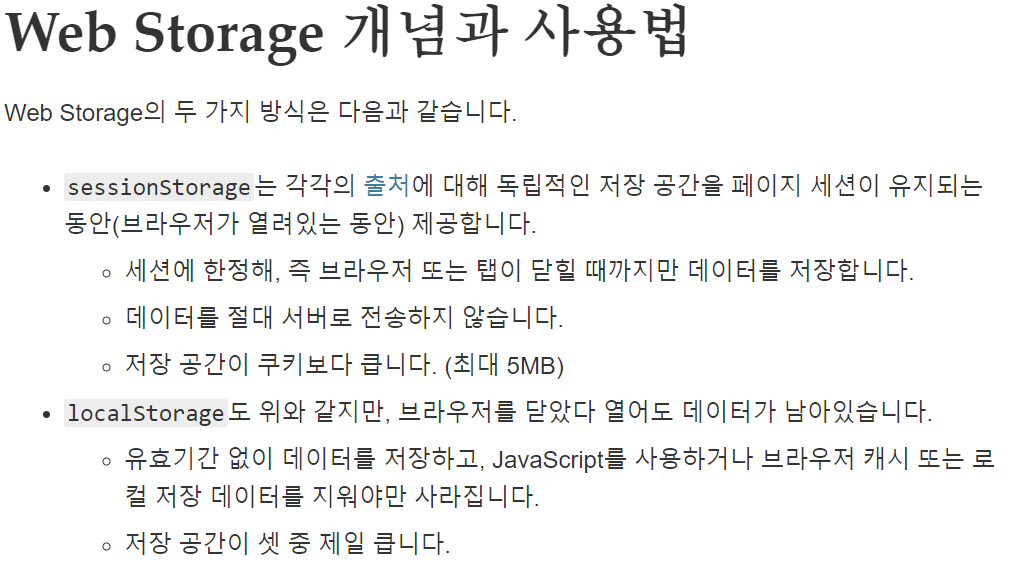 Web Storage 개념과 사용법
Web Storage의 두 가지 방식은 다음과 같습니다.
sessionStorage는 각각의 출처에 대해 독립적인 저장 공간을 페이지 세션이 유지되는
동안(브라우저가 열려있는 동안) 제공합니다.
세션에 한정해, 즉 브라우저 또는 탭이 닫힐 때까지만 데이터를 저장합니다.
데이터를 절대 서버로 전송하지 않습니다.
저장 공간이 쿠키보다 큽니다. (최대 5MB)
localStorage도 위와 같지만, 브라우저를 닫았다 열어도 데이터가 남아있습니다.
유효기간 없이 데이터를 저장하고, JavaScript를 사용하거나 브라우저 캐시 또는 로
컬 저장 데이터를 지워야만 사라집니다.
저장 공간이 셋 중 제일 큽니다.